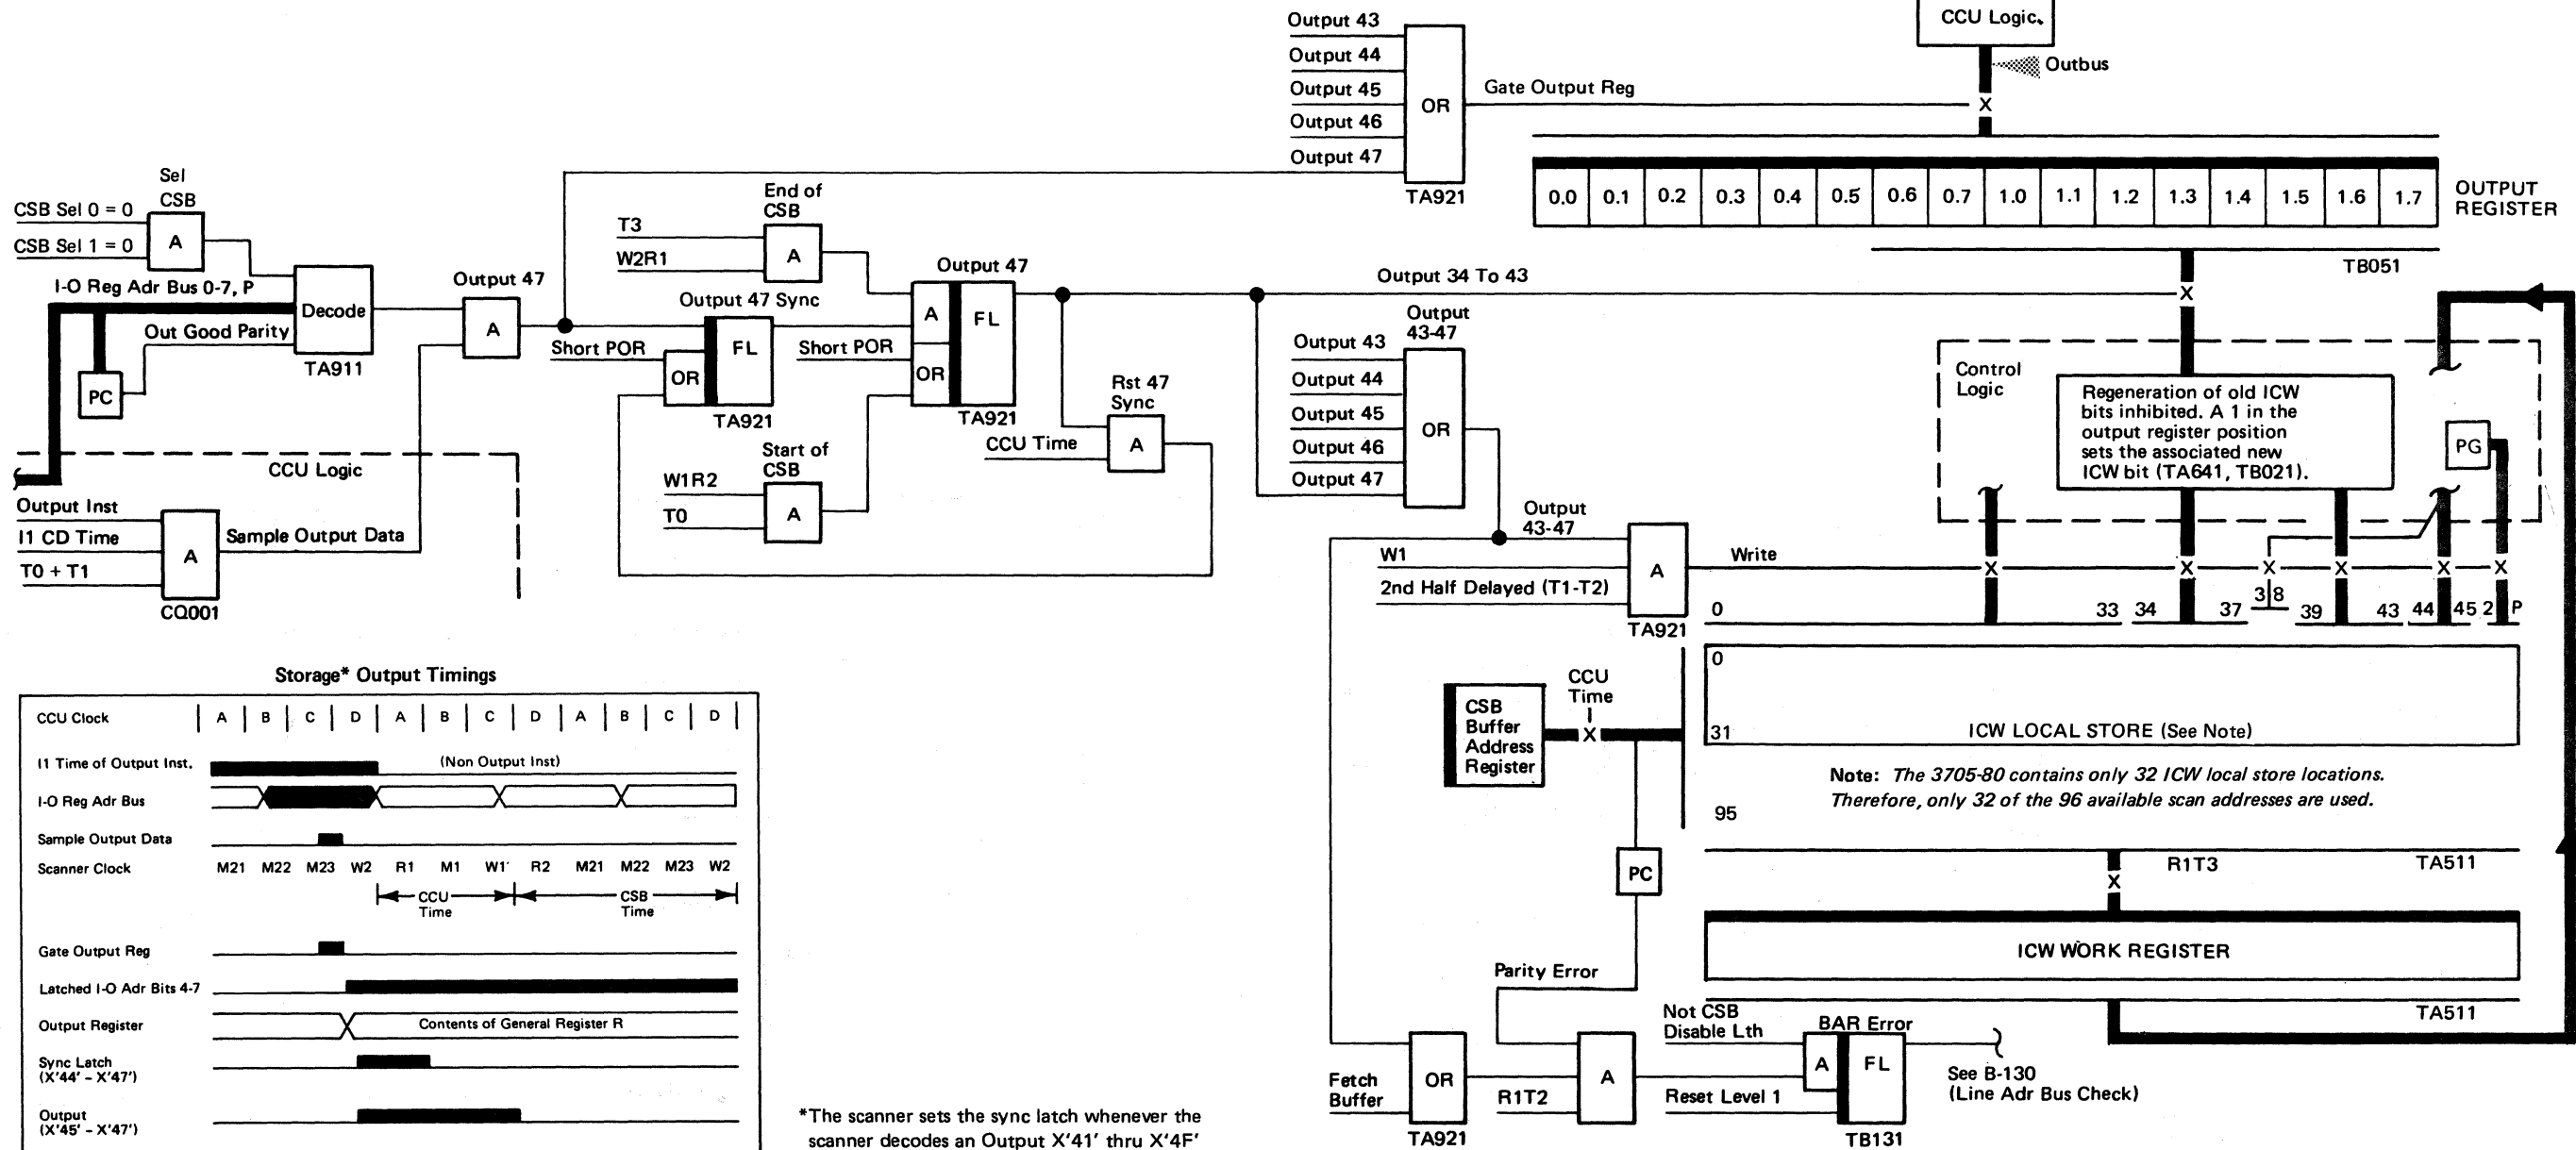 CCU Logic
Outbus
Output 43
Output 44
Output 45
Output 46
Output 47
OR
TA921
Gate Output Reg
X
0.0 0.1 0.2 0.3 0.4 0.5 0.6 0.7 1.0 1.1 1.2 1.3 1.4 1.5 1.6 1.7
OUTPUT
REGISTER
TB051
Sel
CSB
CSB Sel 0 = 0
CSB Sel 1 = 0
A
I-O Reg Adr Bus 0-7, P
Out Good Parity
PC
Decode
TA911
Output 47
A
CCU Logic
Output Inst
I1 CD Time
T0 + T1
A
CQ001
Sample Output Data
End of
CSB
T3
W2R1
A
Output 47 Sync
Short POR
OR
FL
TA921
Output 47
Short POR
A
OR
FL
TA921
Start of
CSB
W1R2
T0
A
Rst 47
Sync
CCU Time
A
Output 34 To 43
X
Output
43-47
Output 43
Output 44
Output 45
Output 46
Output 47
OR
Output
43-47
W1
2nd Half Delayed (T1-T2)
A
TA921
Write
Control
Logic
Regeneration of old ICW
bits inhibited. A 1 in the
output register position
sets the associated new
ICW bit (TA641, TB021).
PG
X X X X X X
0 33 34 37 38 39 43 44 45 2 P
0
31
ICW LOCAL STORE (See Note)
Note: The 3705-80 contains only 32 ICW local store locations.
Therefore, only 32 of the 96 available scan addresses are used.
95
CSB
Buffer
Address
Register
CCU
Time
X
PC
R1T3
TA511
X
ICW WORK REGISTER
TA511
Parity Error
Fetch
Buffer
OR
TA921
R1T2
A
Not CSB
Disable Lth
Reset Level 1
BAR Error
A
FL
TB131
See B-130
(Line Adr Bus Check)
Storage* Output Timings
CCU Clock A B C D A B C D A B C D
I1 Time of Output Inst. (Non Output Inst)
I-O Reg Adr Bus
Sample Output Data
Scanner Clock M21 M22 M23 W2 R1 M1 W1 R2 M21 M22 M23 W2
CCU
Time
CSB
Time
Gate Output Reg
Latched I-O Adr Bits 4-7
Output Register Contents of General Register R
Sync Latch
(X'44' - X'47')
Output
(X'45' - X'47')
*The scanner sets the sync latch whenever the
scanner decodes an Output X'41' thru X'4F'